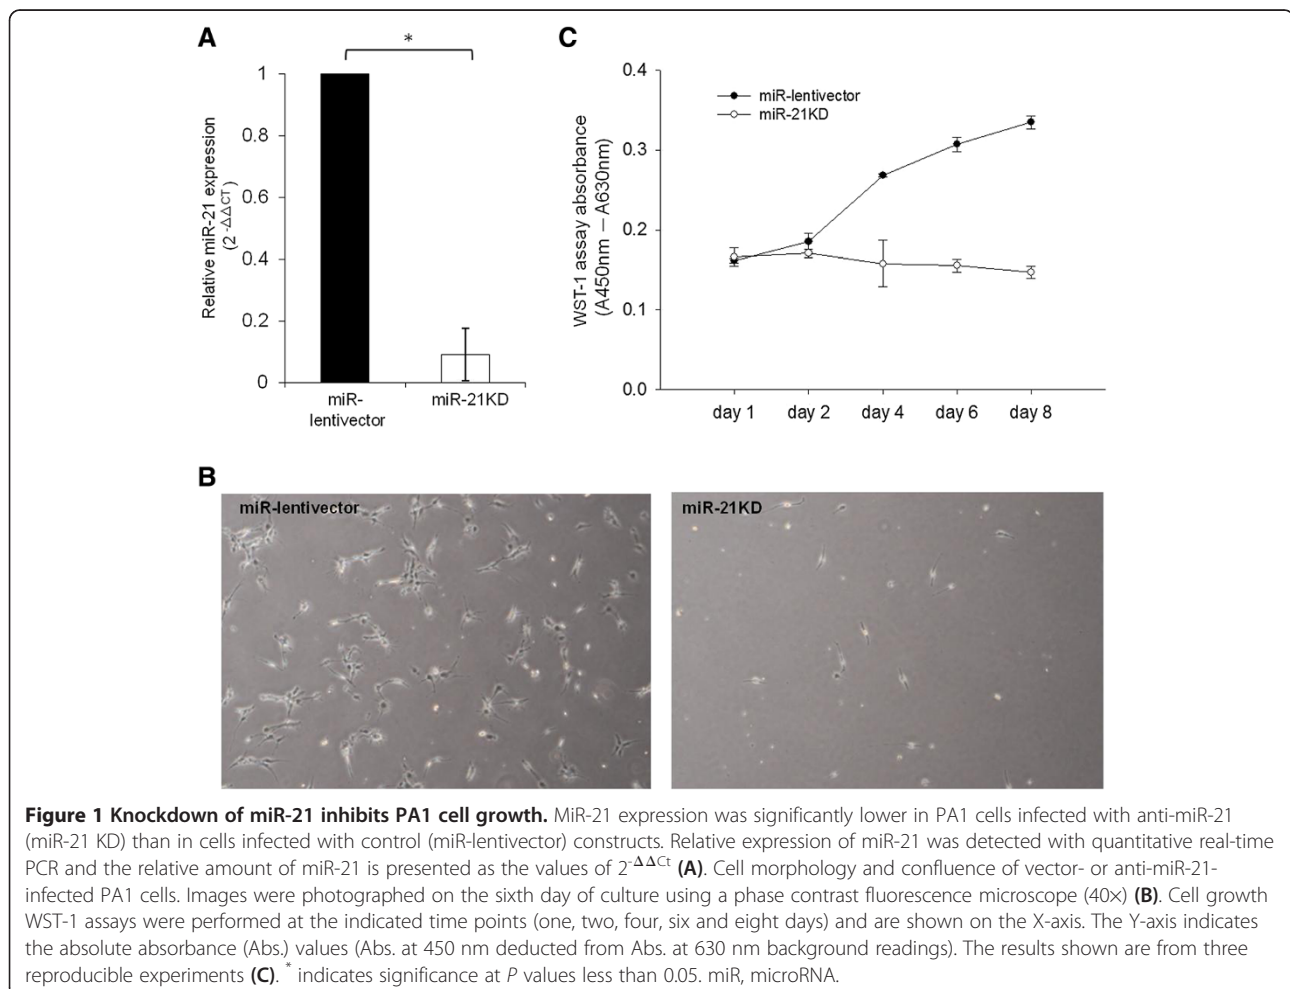 A
*
1
0.8
0.6
0.4
0.2
0
Relative miR-21 expression
(2^-ΔΔCT)
miR-
lentivector
miR-21KD
C
0.4
0.3
0.2
0.1
0.0
WST-1 assay absorbance
(A450nm — A630nm)
miR-lentivector
miR-21KD
day 1 day 2 day 4 day 6 day 8
B
miR-lentivector
miR-21KD
Figure 1 Knockdown of miR-21 inhibits PA1 cell growth. MiR-21 expression was significantly lower in PA1 cells infected with anti-miR-21
(miR-21 KD) than in cells infected with control (miR-lentivector) constructs. Relative expression of miR-21 was detected with quantitative real-time
PCR and the relative amount of miR-21 is presented as the values of 2^-ΔΔCt (A). Cell morphology and confluence of vector- or anti-miR-21-
infected PA1 cells. Images were photographed on the sixth day of culture using a phase contrast fluorescence microscope (40×) (B). Cell growth
WST-1 assays were performed at the indicated time points (one, two, four, six and eight days) and are shown on the X-axis. The Y-axis indicates
the absolute absorbance (Abs.) values (Abs. at 450 nm deducted from Abs. at 630 nm background readings). The results shown are from three
reproducible experiments (C). * indicates significance at P values less than 0.05. miR, microRNA.